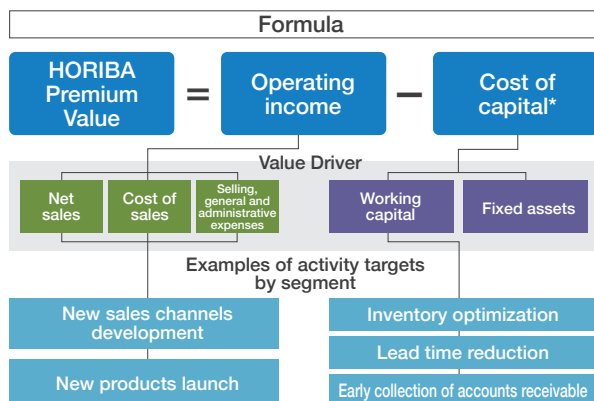 Formula
HORIBA
Premium
Value
=
Operating
income
−
Cost of
capital*
Value Driver
Net
sales
Cost of
sales
Selling,
general and
administrative
expenses
Working
capital
Fixed assets
Examples of activity targets
by segment
New sales channels
development
New products launch
Inventory optimization
Lead time reduction
Early collection of accounts receivable